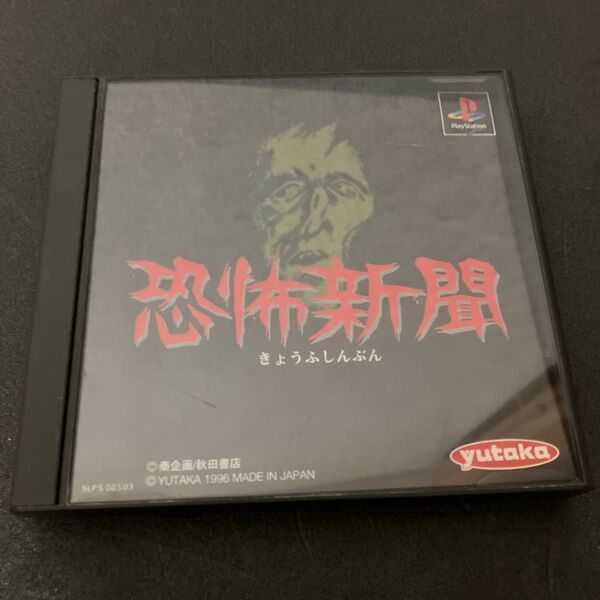 PlayStation
恐怖新聞
きょうふしんぶん
yutaka
©秦企画/秋田書店
SLPS 00503
©YUTAKA 1996 MADE IN JAPAN